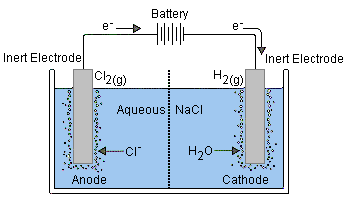 Battery
e⁻
e⁻
Inert Electrode
Inert Electrode
Cl₂(g)
H₂(g)
Aqueous NaCl
Cl⁻
H₂O
Anode
Cathode